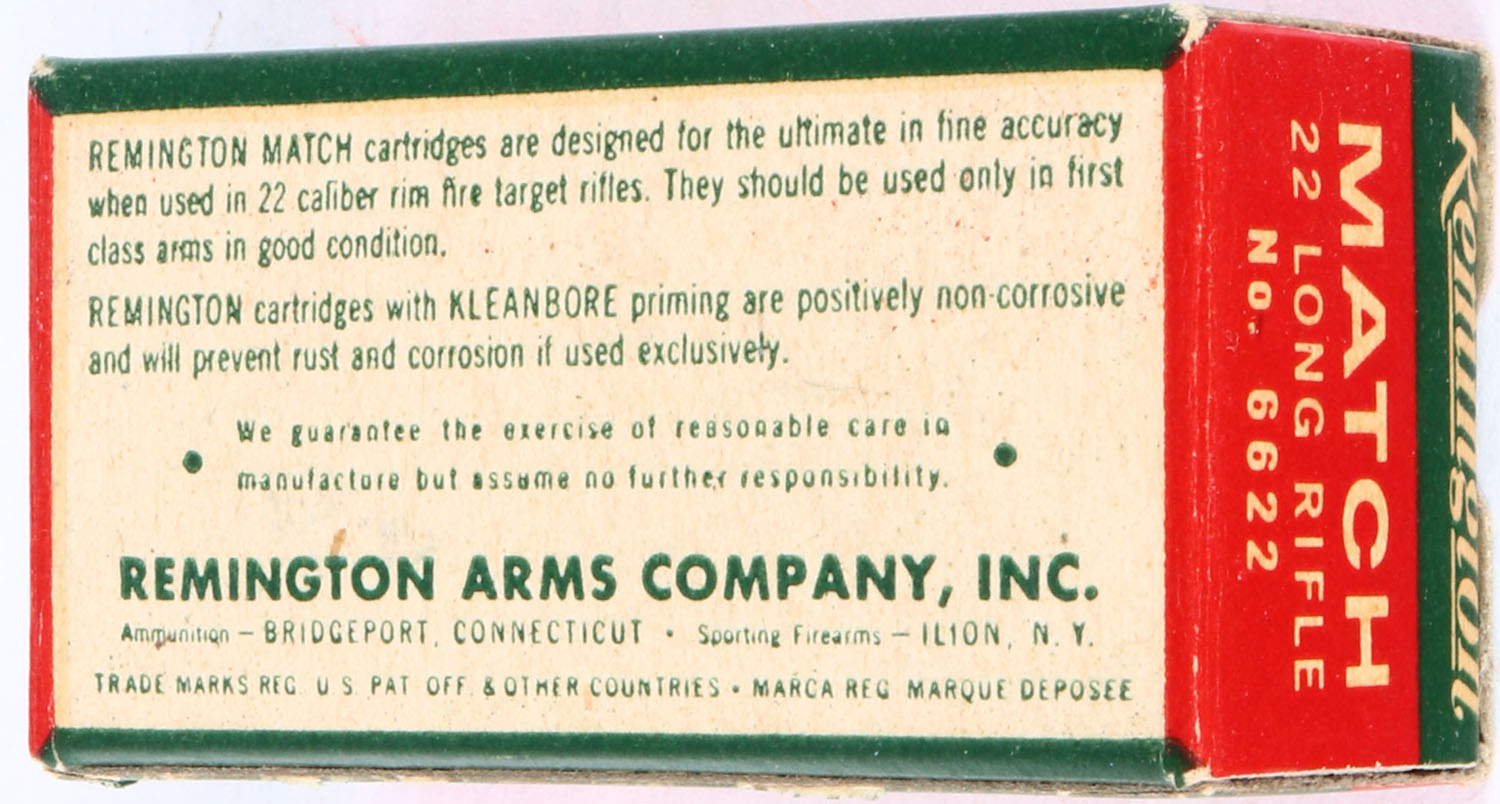 REMINGTON MATCH cartridges are designed for the ultimate in fine accuracy
when used in 22 caliber rim fire target rifles. They should be used only in first
class arms in good condition.
REMINGTON cartridges with KLEANBORE priming are positively non-corrosive
and will prevent rust and corrosion if used exclusively.
We guarantee the exercise of reasonable care in
• manufacture but assume no further responsibility. •
REMINGTON ARMS COMPANY, INC.
Ammunition — BRIDGEPORT, CONNECTICUT • Sporting Firearms — ILION, N. Y.
TRADE MARKS REG. U.S. PAT. OFF. & OTHER COUNTRIES • MARCA REG MARQUE DEPOSEE
Remington
MATCH
22 LONG RIFLE
NO. 6622